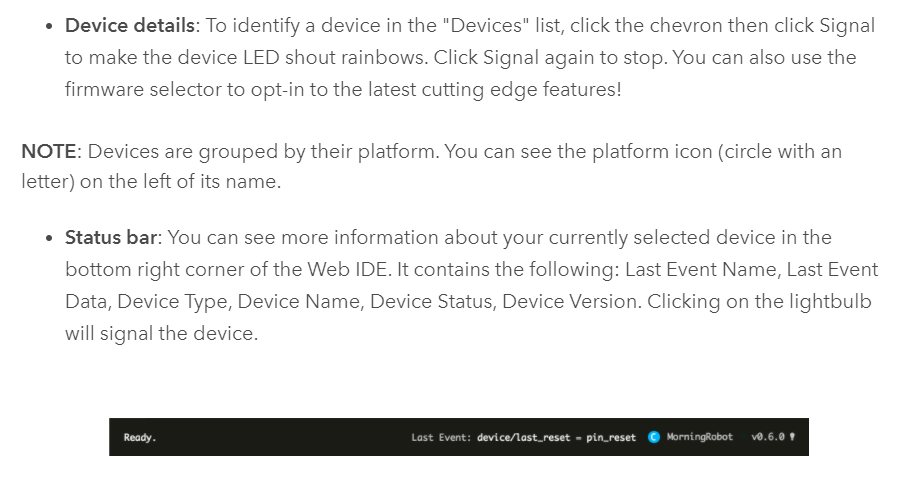 • Device details: To identify a device in the "Devices" list, click the chevron then click Signal
to make the device LED shout rainbows. Click Signal again to stop. You can also use the
firmware selector to opt-in to the latest cutting edge features!
NOTE: Devices are grouped by their platform. You can see the platform icon (circle with an
letter) on the left of its name.
• Status bar: You can see more information about your currently selected device in the
bottom right corner of the Web IDE. It contains the following: Last Event Name, Last Event
Data, Device Type, Device Name, Device Status, Device Version. Clicking on the lightbulb
will signal the device.
Ready. Last Event: device/last_reset - pin_reset C MorningRobot v0.6.0